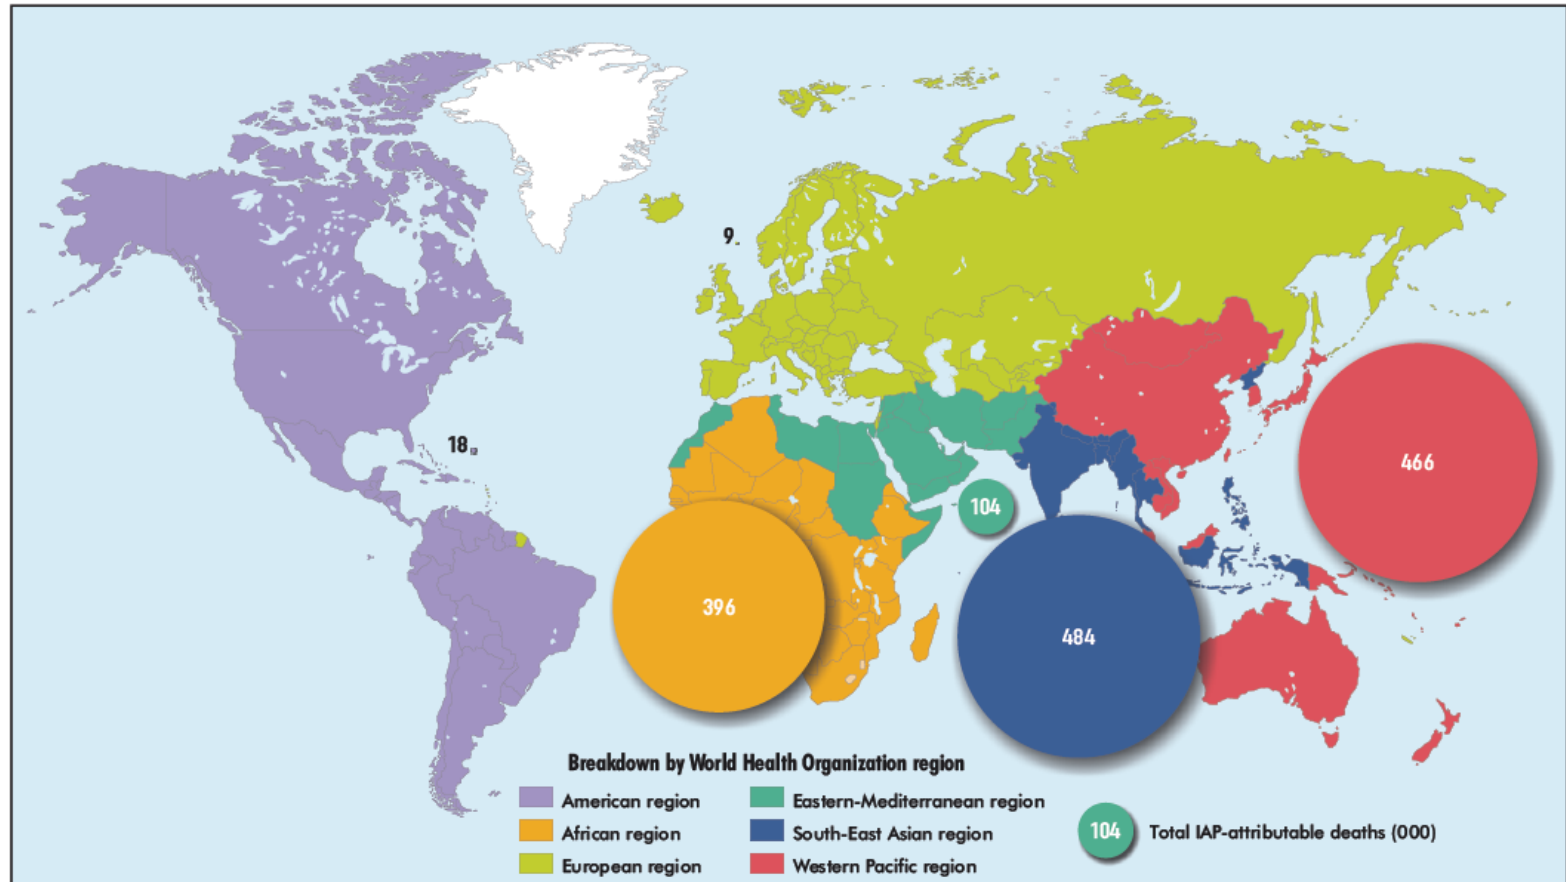 9
18
466
104
396
484
Breakdown by World Health Organization region
American region
African region
European region
Eastern-Mediterranean region
South-East Asian region
Western Pacific region
104
Total IAP-attributable deaths (000)